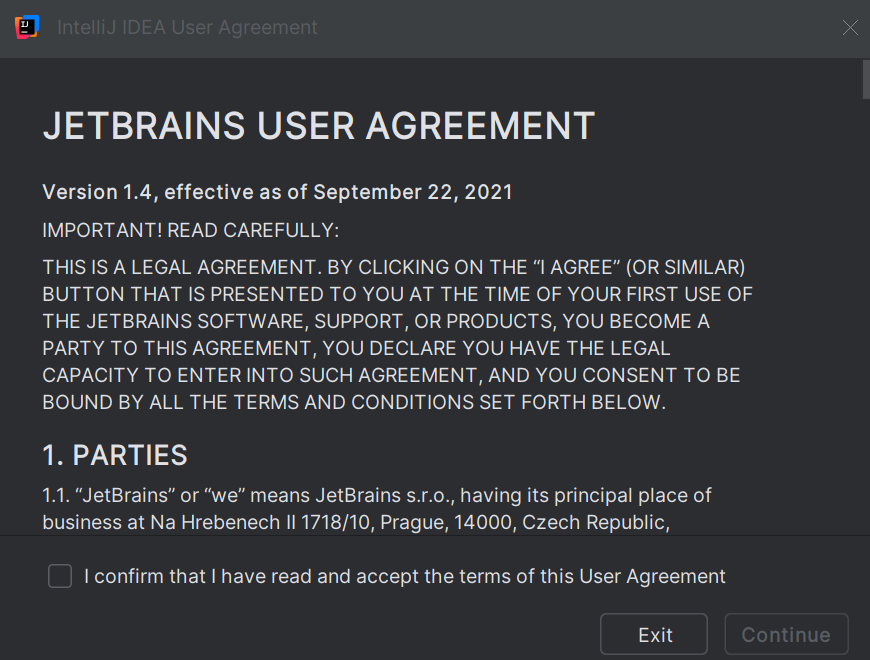 IntelliJ IDEA User Agreement
JETBRAINS USER AGREEMENT
Version 1.4, effective as of September 22, 2021
IMPORTANT! READ CAREFULLY:
THIS IS A LEGAL AGREEMENT. BY CLICKING ON THE “I AGREE” (OR SIMILAR)
BUTTON THAT IS PRESENTED TO YOU AT THE TIME OF YOUR FIRST USE OF
THE JETBRAINS SOFTWARE, SUPPORT, OR PRODUCTS, YOU BECOME A
PARTY TO THIS AGREEMENT, YOU DECLARE YOU HAVE THE LEGAL
CAPACITY TO ENTER INTO SUCH AGREEMENT, AND YOU CONSENT TO BE
BOUND BY ALL THE TERMS AND CONDITIONS SET FORTH BELOW.
1. PARTIES
1.1. “JetBrains” or “we” means JetBrains s.r.o., having its principal place of
business at Na Hrebenech II 1718/10, Prague, 14000, Czech Republic,
I confirm that I have read and accept the terms of this User Agreement
Exit Continue